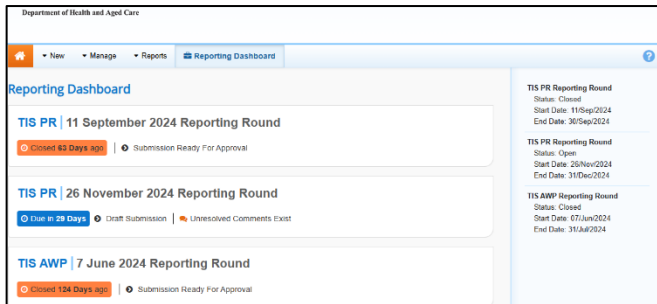 Department of Health and Aged Care
New Manage Reports Reporting Dashboard ?
Reporting Dashboard
TIS PR | 11 September 2024 Reporting Round
Closed 63 Days ago | Submission Ready For Approval
TIS PR | 26 November 2024 Reporting Round
Due in 29 Days Draft Submission | Unresolved Comments Exist
TIS AWP | 7 June 2024 Reporting Round
Closed 124 Days ago | Submission Ready For Approval
TIS PR Reporting Round
Status: Closed
Start Date: 11/Sep/2024
End Date: 30/Sep/2024
TIS PR Reporting Round
Status: Open
Start Date: 26/Nov/2024
End Date: 31/Dec/2024
TIS AWP Reporting Round
Status: Closed
Start Date: 07/Jun/2024
End Date: 31/Jul/2024